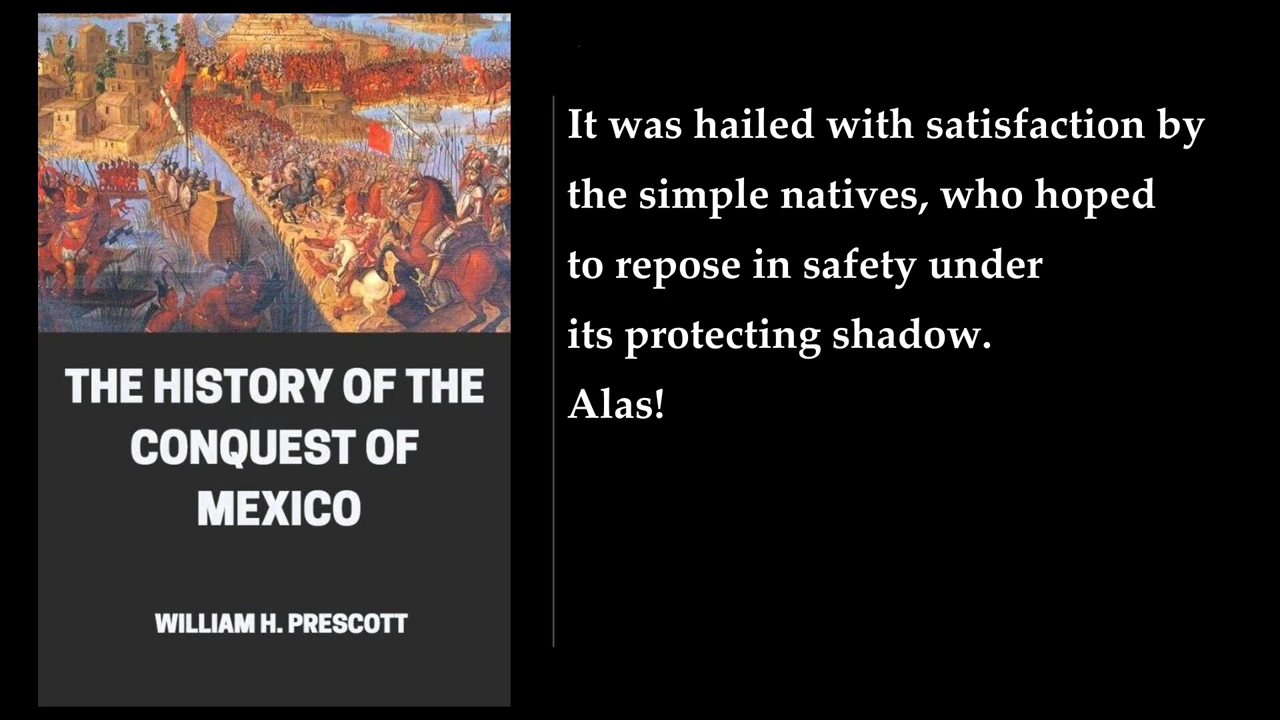 THE HISTORY OF THE
CONQUEST OF
MEXICO
WILLIAM H. PRESCOTT
It was hailed with satisfaction by
the simple natives, who hoped
to repose in safety under
its protecting shadow.
Alas!